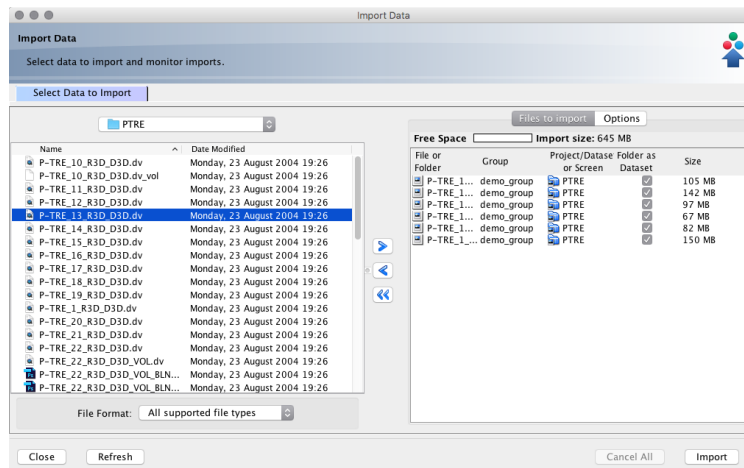 Import Data
Import Data
Select data to import and monitor imports.
Select Data to Import
PTRE
Name Date Modified
P-TRE_10_R3D_D3D.dv Monday, 23 August 2004 19:26
P-TRE_10_R3D_D3D.dv_vol Monday, 23 August 2004 19:26
P-TRE_11_R3D_D3D.dv Monday, 23 August 2004 19:26
P-TRE_12_R3D_D3D.dv Monday, 23 August 2004 19:26
P-TRE_13_R3D_D3D.dv Monday, 23 August 2004 19:26
P-TRE_14_R3D_D3D.dv Monday, 23 August 2004 19:26
P-TRE_15_R3D_D3D.dv Monday, 23 August 2004 19:26
P-TRE_16_R3D_D3D.dv Monday, 23 August 2004 19:26
P-TRE_17_R3D_D3D.dv Monday, 23 August 2004 19:26
P-TRE_18_R3D_D3D.dv Monday, 23 August 2004 19:26
P-TRE_19_R3D_D3D.dv Monday, 23 August 2004 19:26
P-TRE_1_R3D_D3D.dv Monday, 23 August 2004 19:26
P-TRE_20_R3D_D3D.dv Monday, 23 August 2004 19:26
P-TRE_21_R3D_D3D.dv Monday, 23 August 2004 19:26
P-TRE_22_R3D_D3D.dv Monday, 23 August 2004 19:26
P-TRE_22_R3D_D3D_VOL.dv Monday, 23 August 2004 19:26
P-TRE_22_R3D_D3D_VOL_BLN... Monday, 23 August 2004 19:26
P-TRE_22_R3D_D3D_VOL_BLN... Monday, 23 August 2004 19:26
File Format: All supported file types
Files to import Options
Free Space Import size: 645 MB
File or Folder Group Project/Datase or Screen Folder as Dataset Size
P-TRE_1... demo_group PTRE 105 MB
P-TRE_1... demo_group PTRE 142 MB
P-TRE_1... demo_group PTRE 97 MB
P-TRE_1... demo_group PTRE 67 MB
P-TRE_1... demo_group PTRE 82 MB
P-TRE_1_... demo_group PTRE 150 MB
Close Refresh Cancel All Import